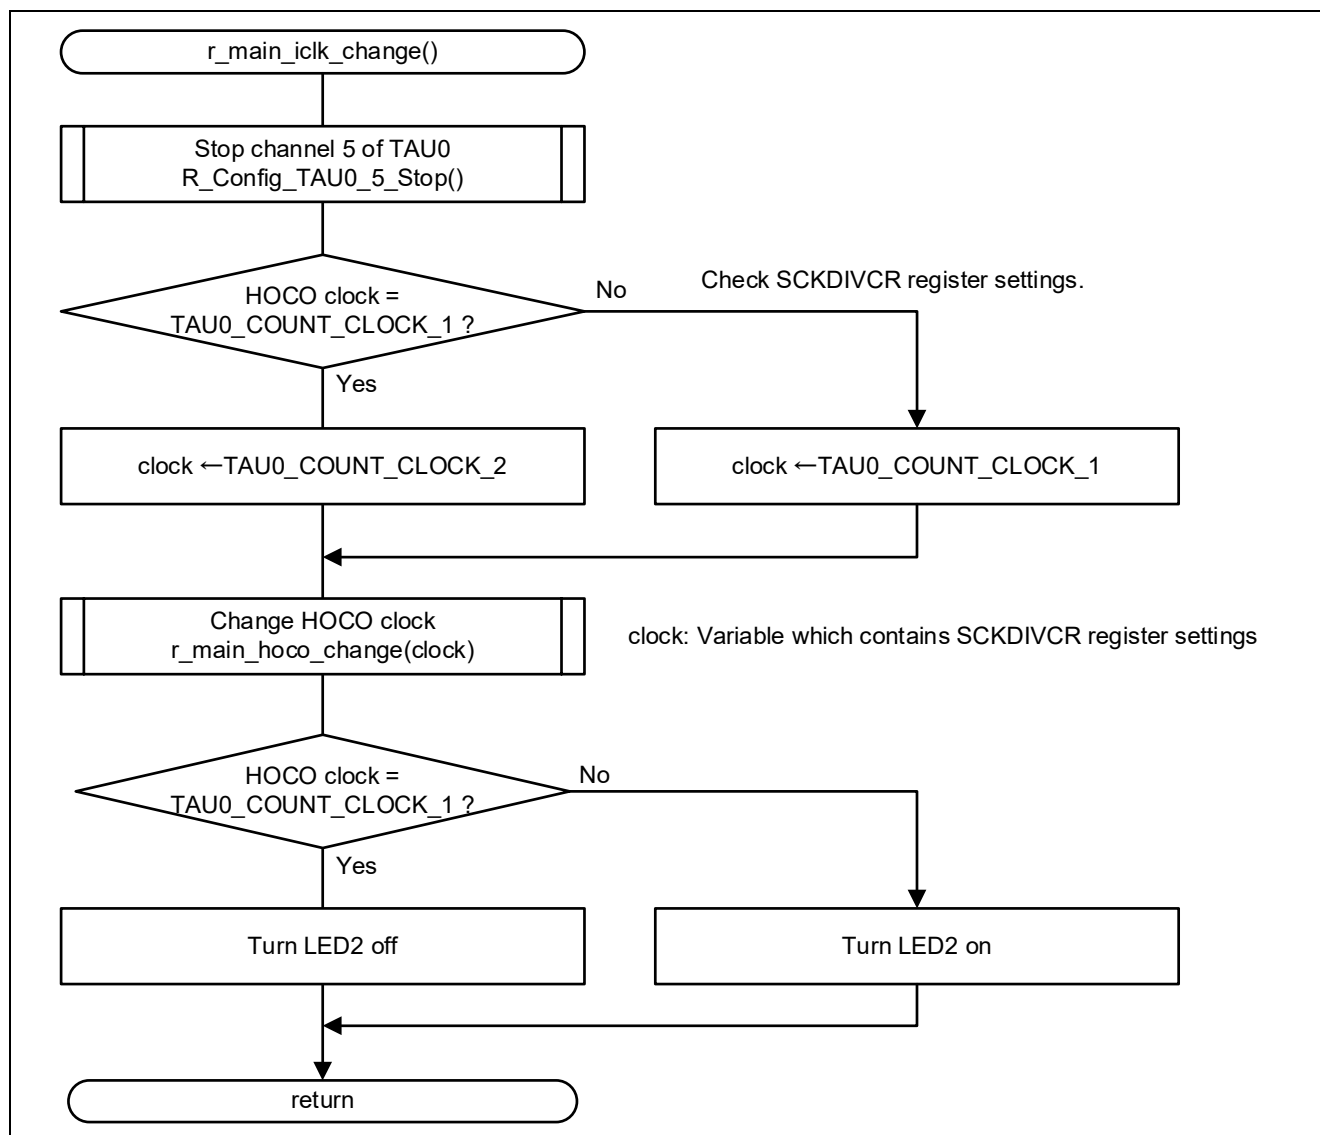 r_main_iclk_change()
Stop channel 5 of TAU0
R_Config_TAU0_5_Stop()
HOCO clock =
TAU0_COUNT_CLOCK_1 ?
No
Check SCKDIVCR register settings.
Yes
clock ←TAU0_COUNT_CLOCK_2
clock ←TAU0_COUNT_CLOCK_1
Change HOCO clock
r_main_hoco_change(clock)
clock: Variable which contains SCKDIVCR register settings
HOCO clock =
TAU0_COUNT_CLOCK_1 ?
No
Yes
Turn LED2 off
Turn LED2 on
return